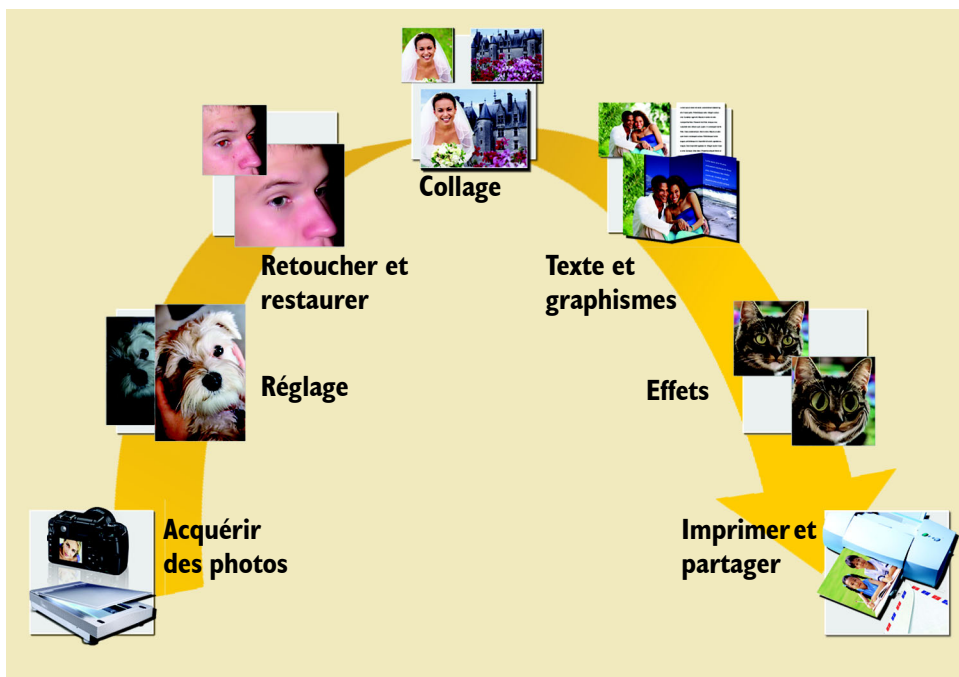 Acquérir
des photos
Réglage
Retoucher et
restaurer
Collage
Texte et
graphismes
Effets
Imprimer et
partager